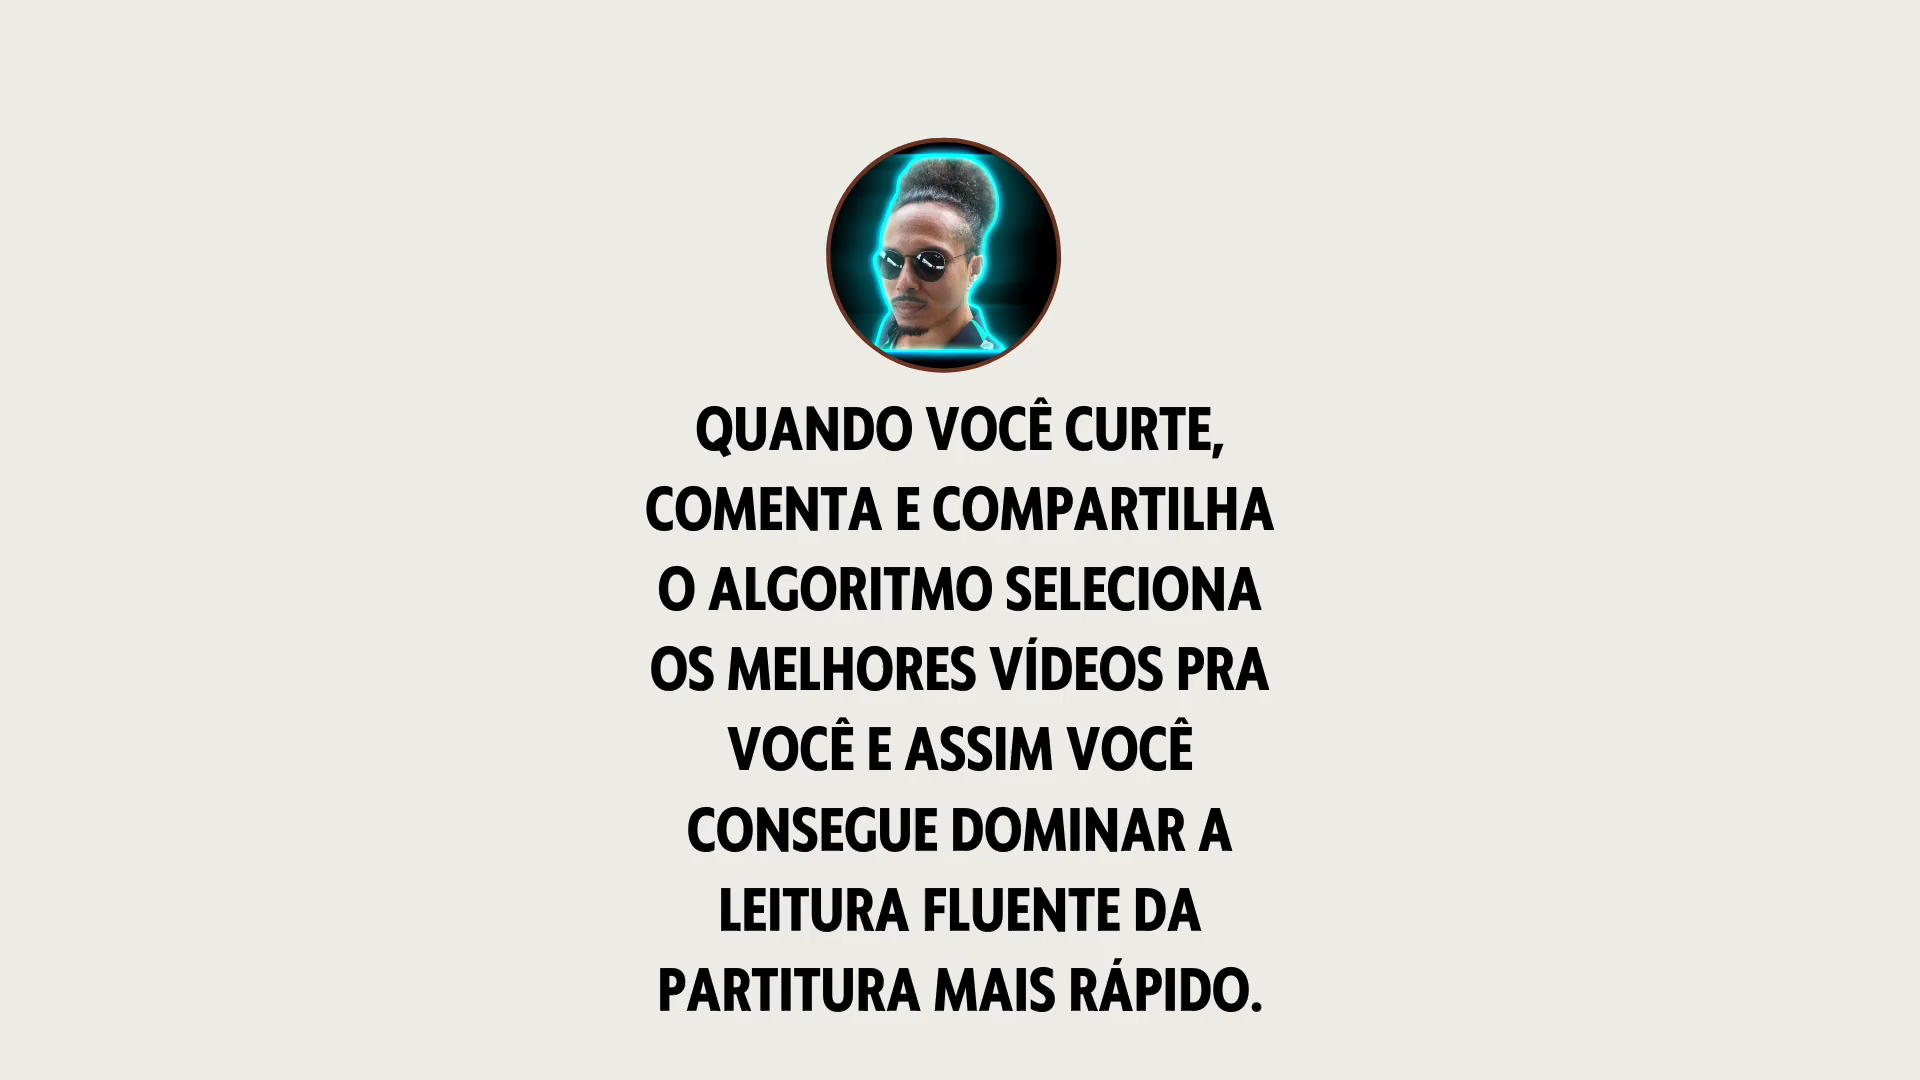 QUANDO VOCÊ CURTE,
COMENTA E COMPARTILHA
O ALGORITMO SELECIONA
OS MELHORES VÍDEOS PRA
VOCÊ E ASSIM VOCÊ
CONSEGUE DOMINAR A
LEITURA FLUENTE DA
PARTITURA MAIS RÁPIDO.